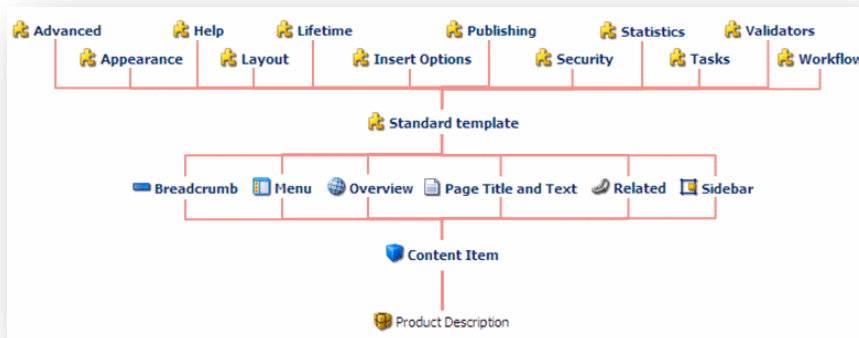 Advanced Help Lifetime Publishing Statistics Validators
Appearance Layout Insert Options Security Tasks Workflow
Standard template
Breadcrumb Menu Overview Page Title and Text Related Sidebar
Content Item
Product Description